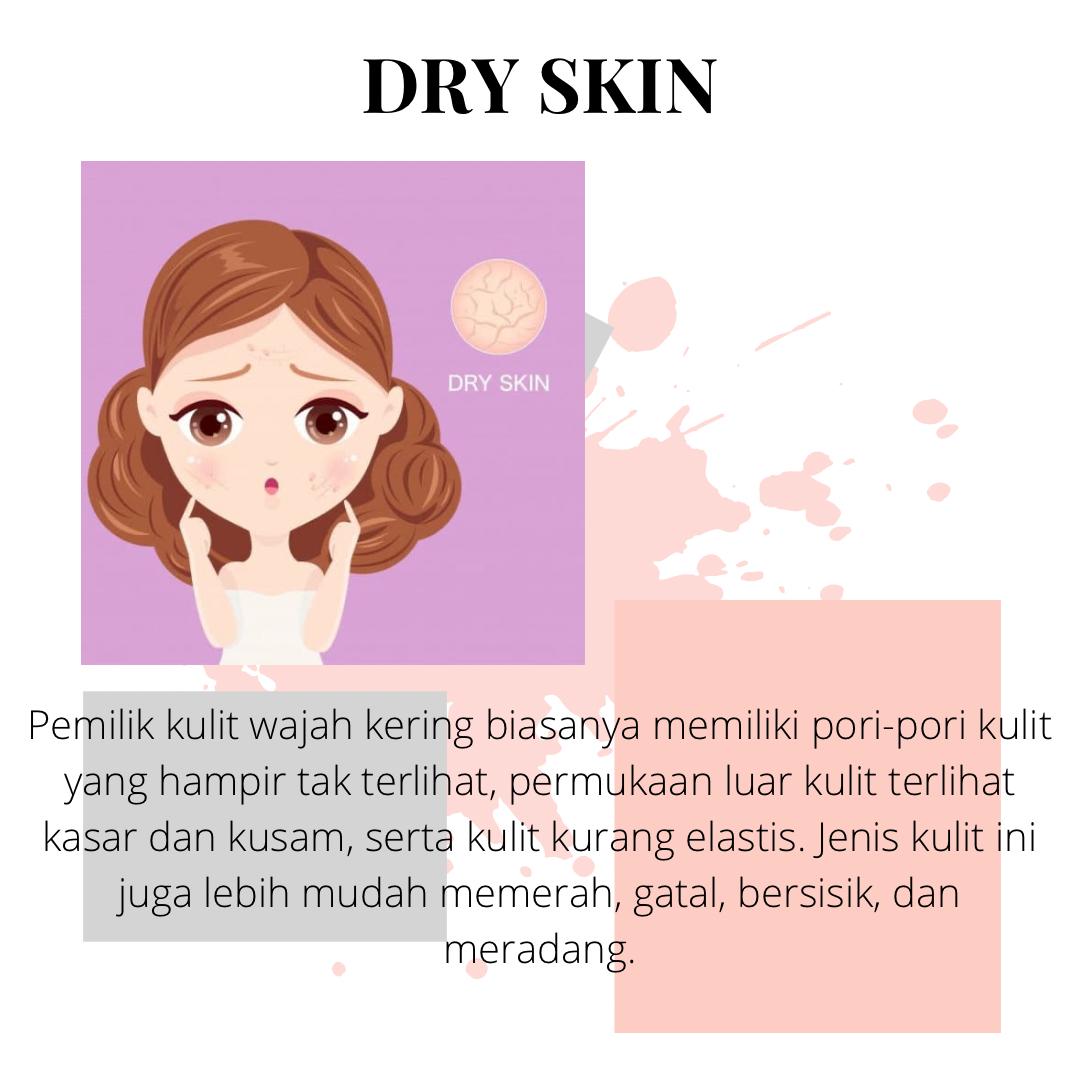 DRY SKIN
DRY SKIN
Pemilik kulit wajah kering biasanya memiliki pori-pori kulit
yang hampir tak terlihat, permukaan luar kulit terlihat
kasar dan kusam, serta kulit kurang elastis. Jenis kulit ini
juga lebih mudah memerah, gatal, bersisik, dan
meradang.